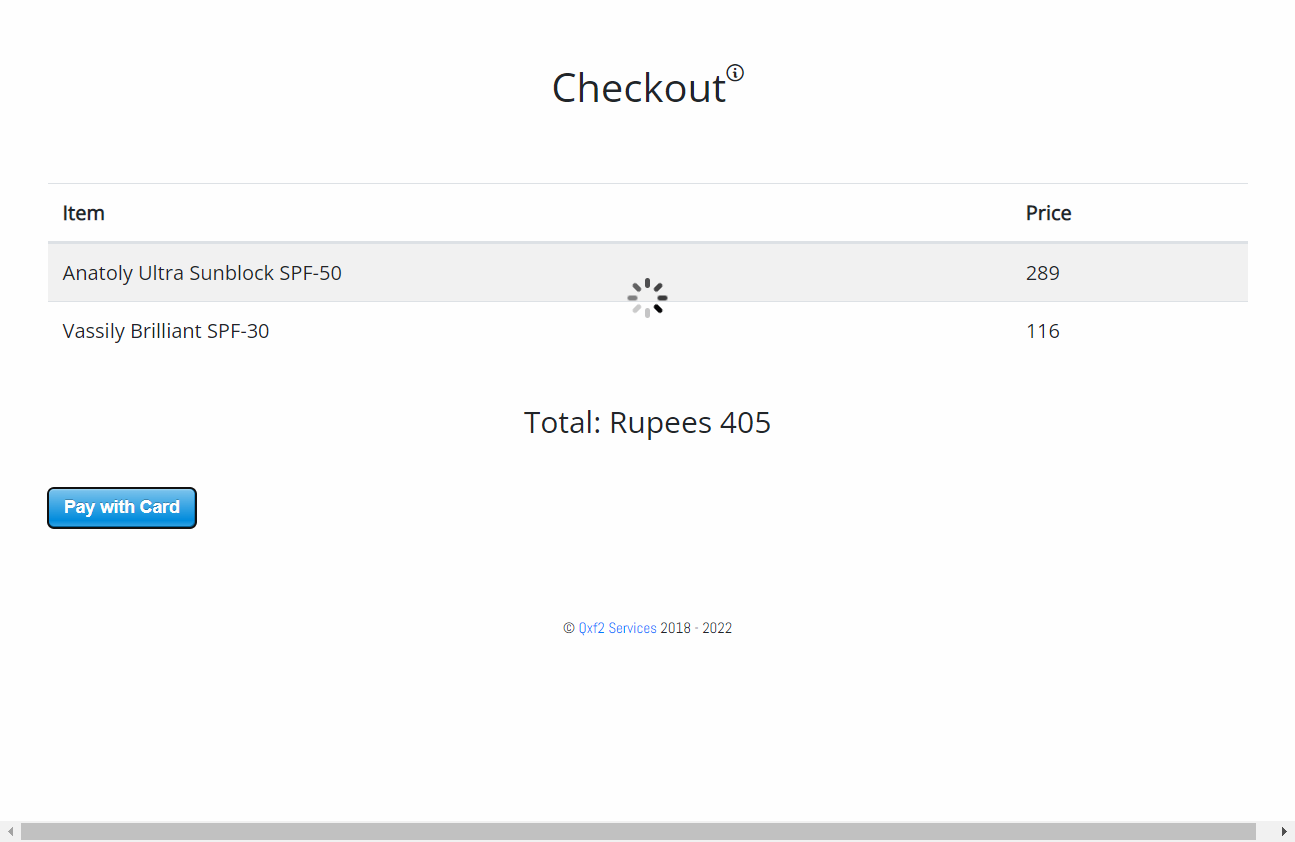 Checkout
Item Price
Anatoly Ultra Sunblock SPF-50 289
Vassily Brilliant SPF-30 116
Total: Rupees 405
Pay with Card
© Qxf2 Services 2018 - 2022